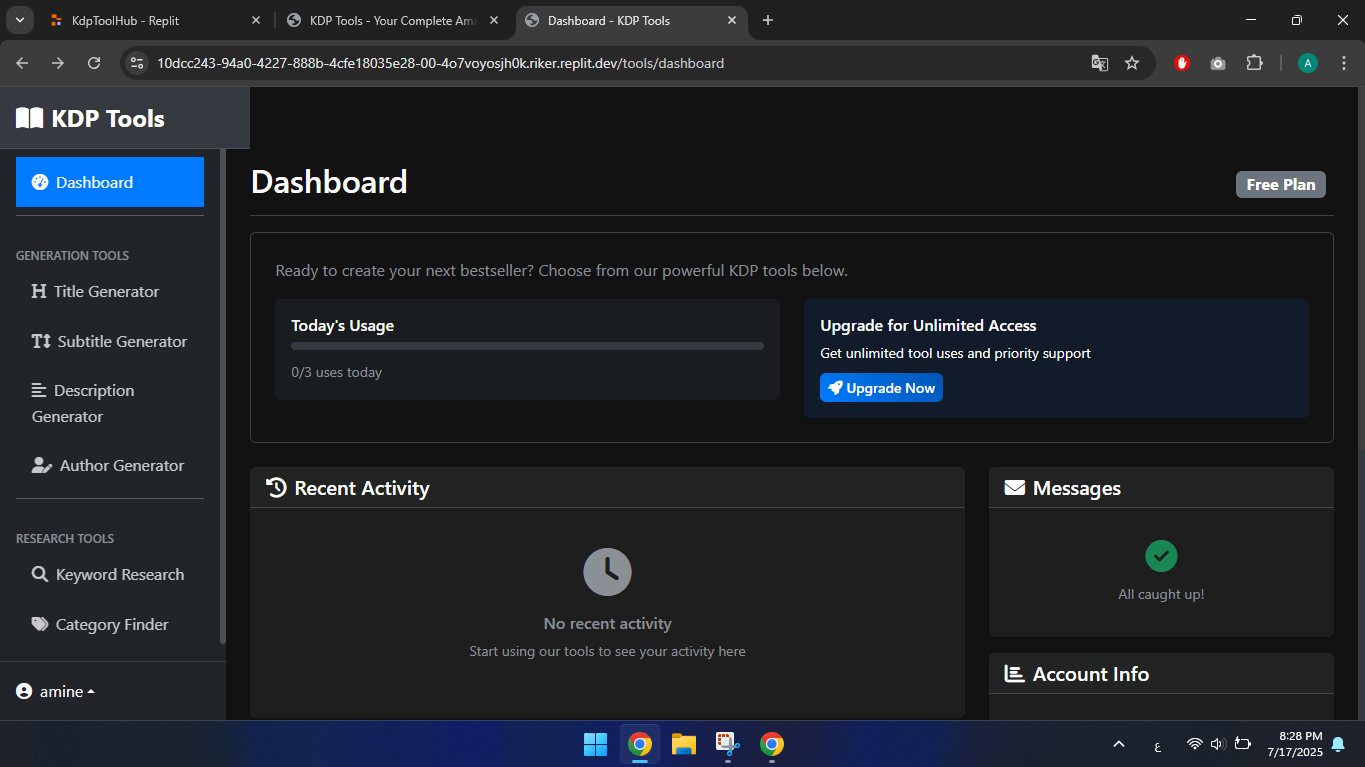 KdpToolHub - Replit
KDP Tools - Your Complete Ama
Dashboard - KDP Tools
10dcc243-94a0-4227-888b-4cfe18035e28-00-4o7voyosjh0k.riker.replit.dev/tools/dashboard
A
KDP Tools
Dashboard
GENERATION TOOLS
Title Generator
Subtitle Generator
Description
Generator
Author Generator
RESEARCH TOOLS
Keyword Research
Category Finder
amine
Dashboard
Free Plan
Ready to create your next bestseller? Choose from our powerful KDP tools below.
Today's Usage
0/3 uses today
Upgrade for Unlimited Access
Get unlimited tool uses and priority support
Upgrade Now
Recent Activity
No recent activity
Start using our tools to see your activity here
Messages
All caught up!
Account Info
ع
8:28 PM
7/17/2025